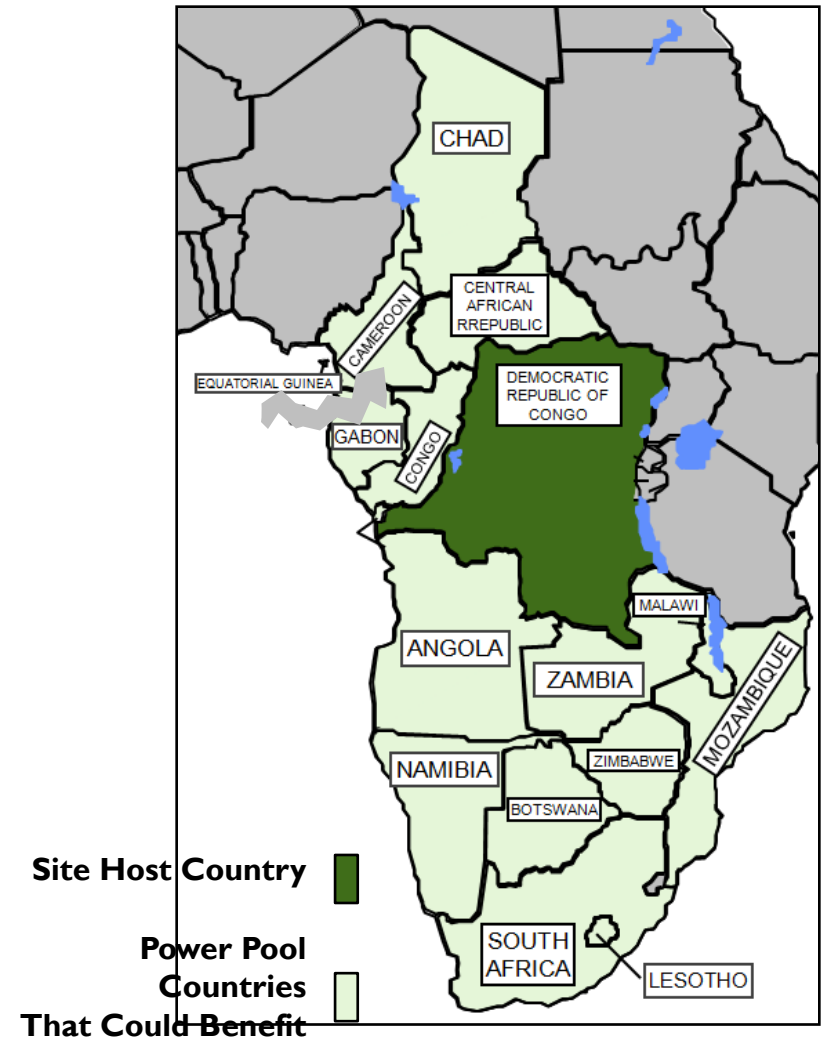 CHAD
CENTRAL
AFRICAN
RREPUBLIC
CAMEROON
EQUATORIAL GUINEA
DEMOCRATIC
REPUBLIC OF
CONGO
GABON
CONGO
MALAWI
ANGOLA
ZAMBIA
MOZAMBIQUE
NAMIBIA
ZIMBABWE
BOTSWANA
SOUTH
AFRICA
LESOTHO
Site Host Country
Power Pool
Countries
That Could Benefit